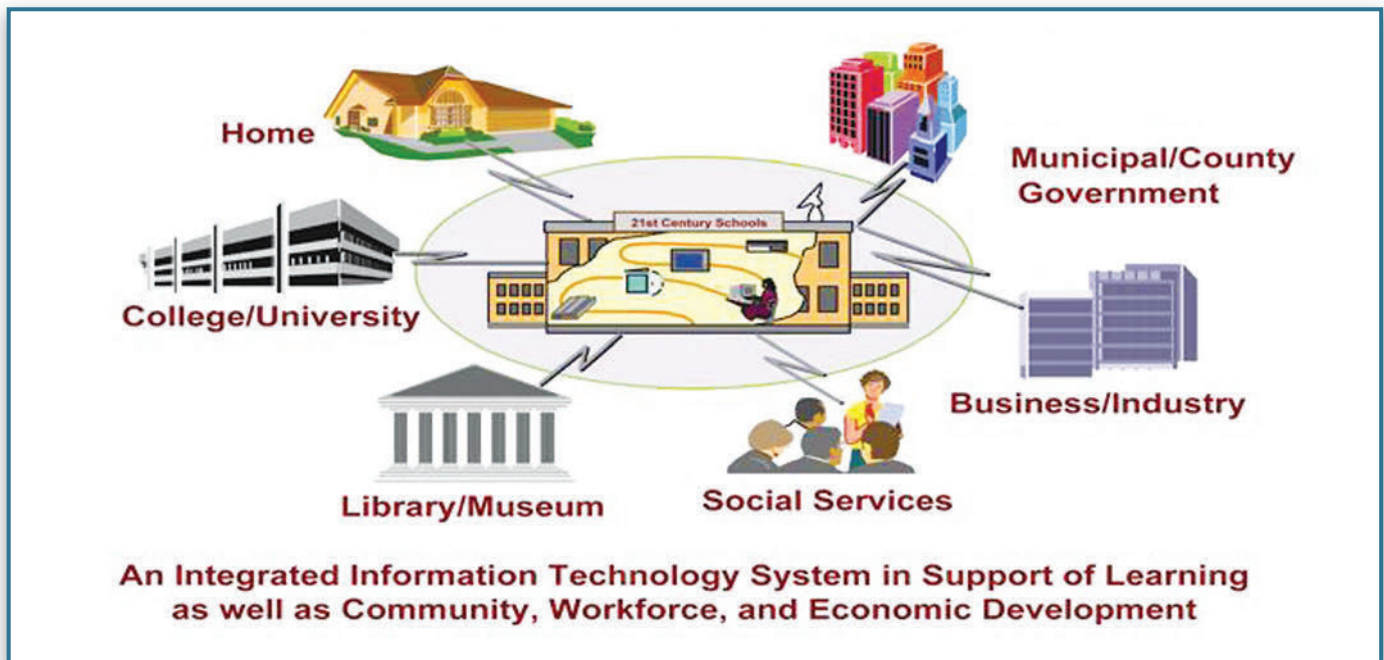 Home
Municipal/County
Government
21st Century Schools
College/University
Business/Industry
Library/Museum
Social Services
An Integrated Information Technology System in Support of Learning
as well as Community, Workforce, and Economic Development